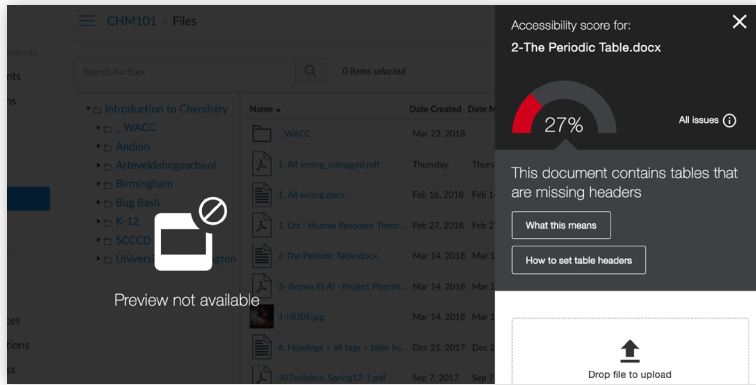 CHM101 › Files
Search for files
0 items selected
Introduction to Chemistry
_ WACC
Andion
Arteveldehogeschool
Birmingham
Bug Bash
K-12
SCCCD
Name
Date Created
_ WACC Mar 23, 2018
1. All wrong_untagged.pdf Thursday
1. All wrong.docx Feb 16, 2018
1. Ott - Human Resource Theor... Feb 27, 2018
2-The Periodic Table.docx Mar 14, 2018
3- Brown Et Al - Project Plannin... Mar 14, 2018
4-HUDF.jpg Mar 14, 2018
4. Headings + alt tags + table he... Dec 21, 2017
307syllabus_Spring17-1.pdf Sep 7, 2017
Preview not available
Accessibility score for:
2-The Periodic Table.docx
27%
All issues
This document contains tables that
are missing headers
What this means
How to set table headers
Drop file to upload